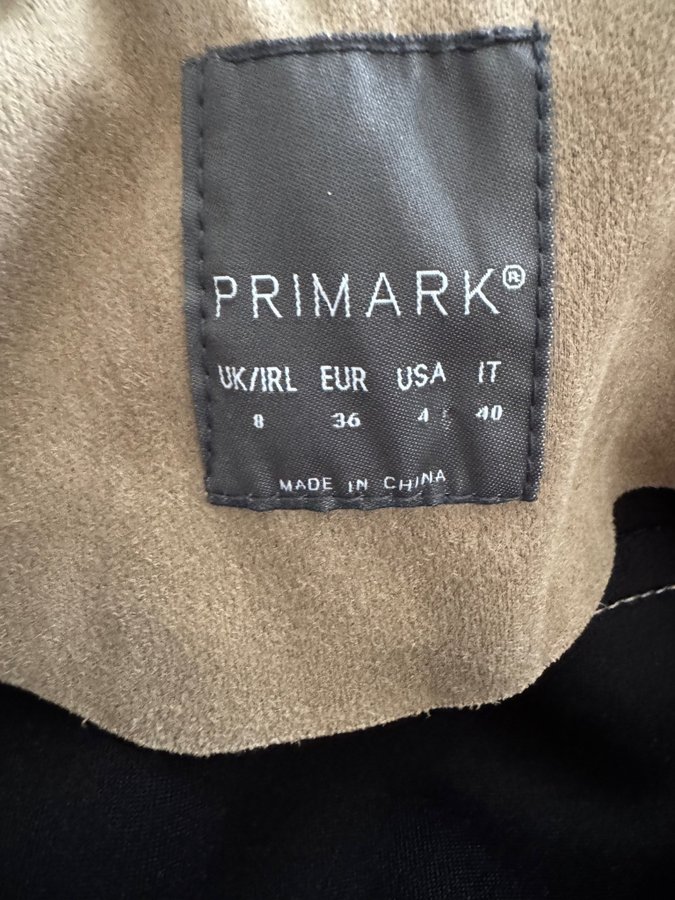 PRIMARK®
UK/IRL EUR USA IT
8 36 4 40
MADE IN CHINA